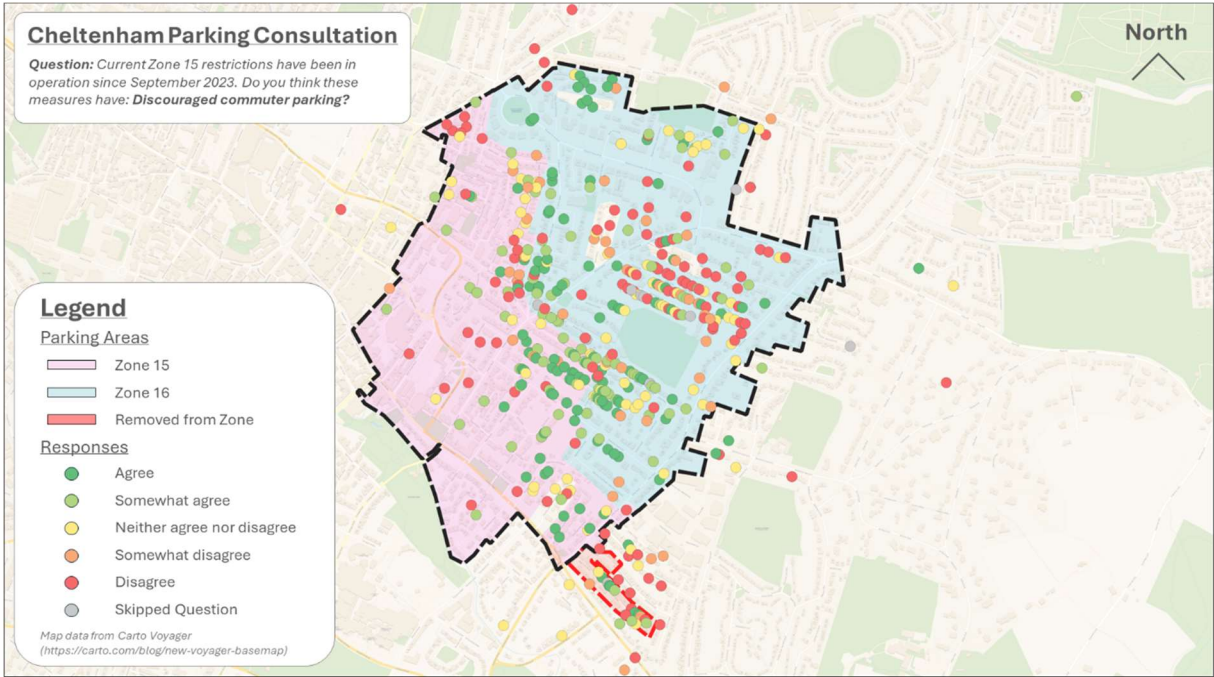 Cheltenham Parking Consultation
Question: Current Zone 15 restrictions have been in
operation since September 2023. Do you think these
measures have: Discouraged commuter parking?
North
Legend
Parking Areas
Zone 15
Zone 16
Removed from Zone
Responses
Agree
Somewhat agree
Neither agree nor disagree
Somewhat disagree
Disagree
Skipped Question
Map data from Carto Voyager
(https://carto.com/blog/new-voyager-basemap)